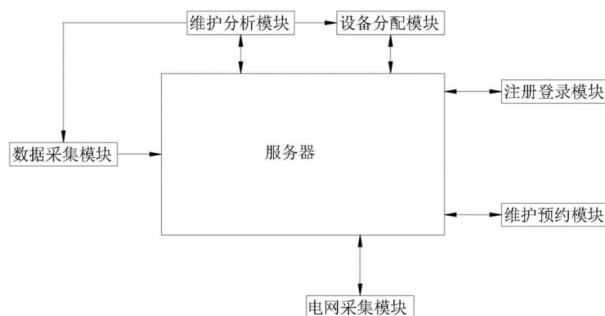 维护分析模块
设备分配模块
注册登录模块
数据采集模块
服务器
维护预约模块
电网采集模块